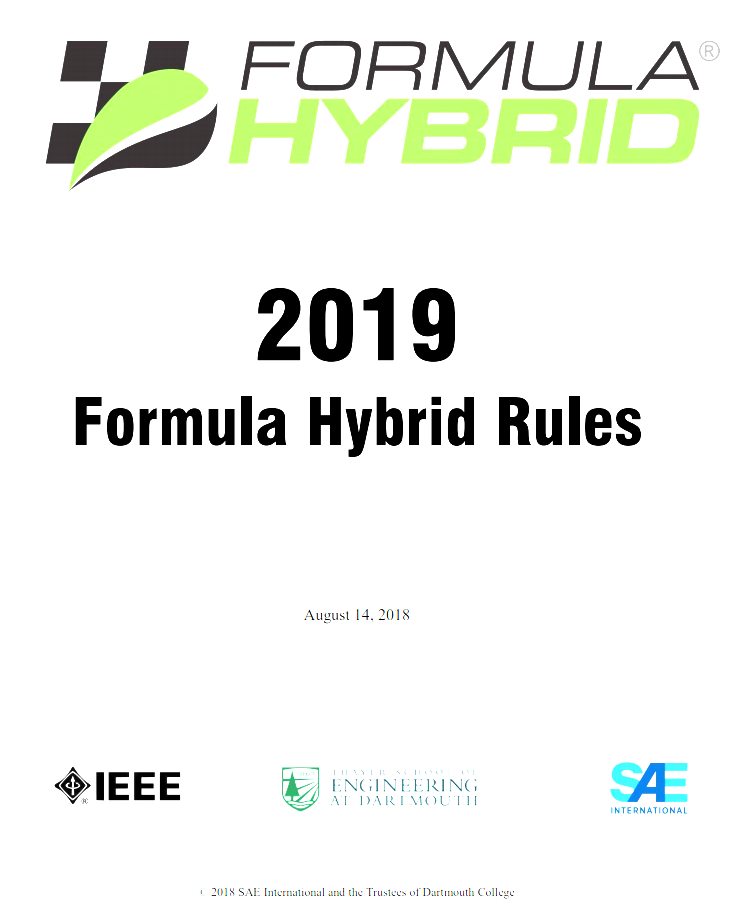 FORMULA®
HYBRID
2019
Formula Hybrid Rules
August 14, 2018
IEEE®
THAYER SCHOOL OF
ENGINEERING
AT DARTMOUTH
SAE
INTERNATIONAL
© 2018 SAE International and the Trustees of Dartmouth College